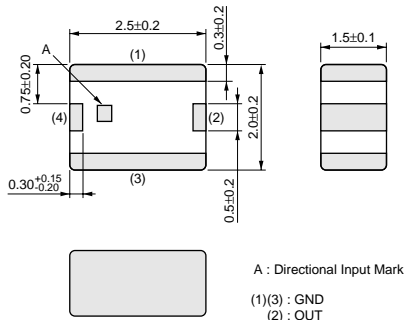 2.5±0.2
A
(1)
0.3±0.2
1.5±0.1
0.75±0.20
(4)
(2)
2.0±0.2
(3)
0.30+0.15-0.20
0.5±0.2
A : Directional Input Mark
(1)(3) : GND
(2) : OUT